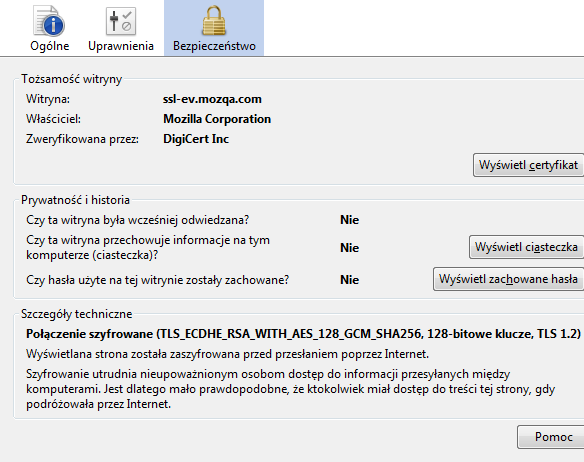 Ogólne Uprawnienia Bezpieczeństwo
Tożsamość witryny
Witryna: ssl-ev.mozqa.com
Właściciel: Mozilla Corporation
Zweryfikowana przez: DigiCert Inc
Wyświetl certyfikat
Prywatność i historia
Czy ta witryna była wcześniej odwiedzana? Nie
Czy ta witryna przechowuje informacje na tym
komputerze (ciasteczka)? Nie Wyświetl ciasteczka
Czy hasła użyte na tej witrynie zostały zachowane? Nie Wyświetl zachowane hasła
Szczegóły techniczne
Połączenie szyfrowane (TLS_ECDHE_RSA_WITH_AES_128_GCM_SHA256, 128-bitowe klucze, TLS 1.2)
Wyświetlana strona została zaszyfrowana przed przesłaniem poprzez Internet.
Szyfrowanie utrudnia nieupoważnionym osobom dostęp do informacji przesyłanych między
komputerami. Jest dlatego mało prawdopodobne, że ktokolwiek miał dostęp do treści tej strony, gdy
podróżowała przez Internet.
Pomoc